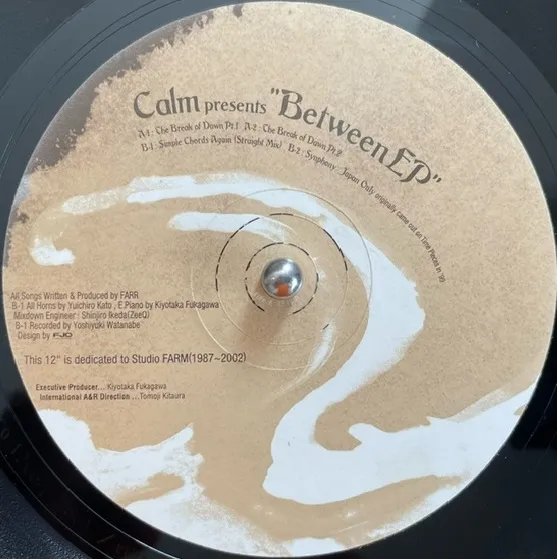 Calm presents "Between EP"
A-1 : The Break of Dawn Pt.1 A-2 : The Break of Dawn Pt.2
B-1 : Simple Chords Again (Straight Mix) B-2 : Symphony Japan Only originally came out on Time Pieces in '99
All Songs Written & Produced by FARR
B-1 All Horns by Yuichiro Kato , E.Piano by Kiyotaka Fukagawa
Mixdown Engineer : Shinjiro Ikeda(ZeeQ)
B-1 Recorded by Yoshiyuki Watanabe
Design by FJD
This 12" is dedicated to Studio FARM(1987~2002)
Executive Producer... Kiyotaka Fukagawa
International A&R Direction ...Tomoji Kitaura